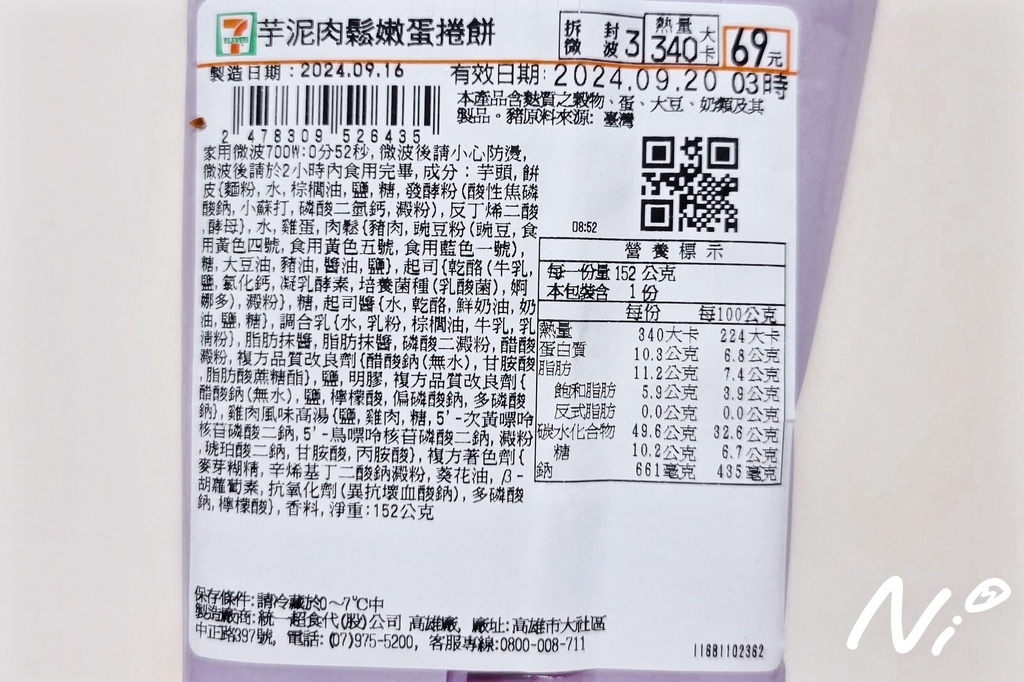 7 ELEVEN 芋泥肉鬆嫩蛋捲餅
拆封微波3 熱量340大卡 69元
製造日期:2024.09.16 有效日期:2024.09.20 03時
本產品含麩質之穀物、蛋、大豆、奶類及其
製品。豬原料來源: 臺灣
2 478309 526435
家用微波700W:0分52秒,微波後請小心防燙,
微波後請於2小時內食用完畢,成分:芋頭,餅
皮{麵粉,水,棕櫚油,鹽,糖,發酵粉(酸性焦磷
酸鈉,小蘇打,磷酸二氫鈣,澱粉),反丁烯二酸
,酵母},水,雞蛋,肉鬆{豬肉,豌豆粉(豌豆,食
用黃色四號,食用黃色五號,食用藍色一號),
糖,大豆油,豬油,醬油,鹽},起司{乾酪(牛乳,
鹽,氯化鈣,凝乳酵素,培養菌種(乳酸菌),婀
娜多),澱粉},糖,起司醬{水,乾酪,鮮奶油,奶
油,鹽,糖},調合乳{水,乳粉,棕櫚油,牛乳,乳
清粉},脂肪抹醬,脂肪抹醬,磷酸二澱粉,醋酸
澱粉,複方品質改良劑{醋酸鈉(無水),甘胺酸
,脂肪酸蔗糖酯},鹽,明膠,複方品質改良劑{
醋酸鈉(無水),鹽,檸檬酸,偏磷酸鈉,多磷酸
鈉},雞肉風味高湯{鹽,雞肉,糖,5'-次黃嘌呤
核苷磷酸二鈉,5'-鳥嘌呤核苷磷酸二鈉,澱粉
,琥珀酸二鈉,甘胺酸,丙胺酸},複方著色劑{
麥芽糊精,辛烯基丁二酸鈉澱粉,葵花油,β-
胡蘿蔔素,抗氧化劑(異抗壞血酸鈉),多磷酸
鈉,檸檬酸},香料,淨重:152公克
08:52
營養標示
每一份量 152 公克
本包裝含 1 份
每份 每100公克
熱量 340大卡 224大卡
蛋白質 10.3公克 6.8公克
脂肪 11.2公克 7.4公克
飽和脂肪 5.9公克 3.9公克
反式脂肪 0.0公克 0.0公克
碳水化合物 49.6公克 32.6公克
糖 10.2公克 6.7公克
鈉 661毫克 435毫克
保存條件:請冷藏於0~7℃中
製造廠商:統一超食代(股)公司 高雄廠, 廠址:高雄市大社區
中正路397號, 電話:(07)975-5200, 客服專線:0800-008-711
11681102362
Ni